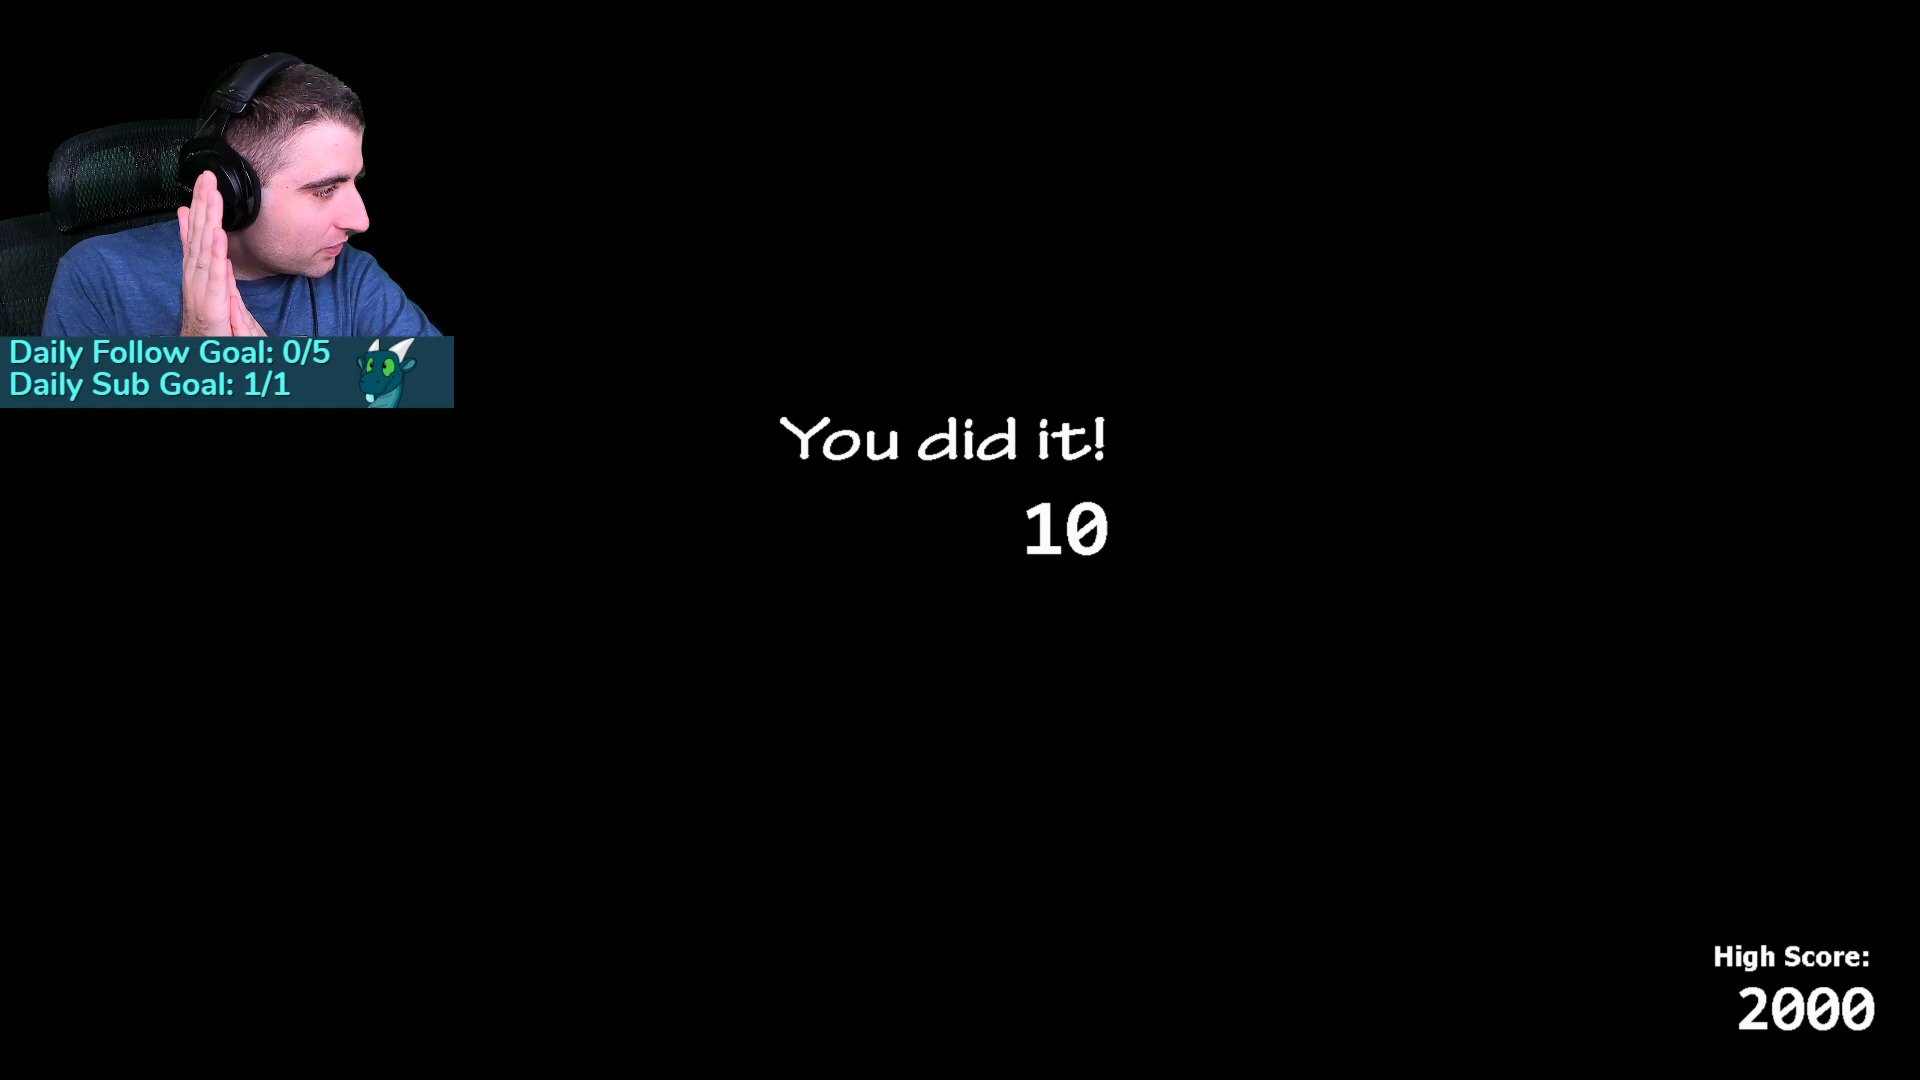 Daily Follow Goal: 0/5
Daily Sub Goal: 1/1
You did it!
10
High Score:
2000